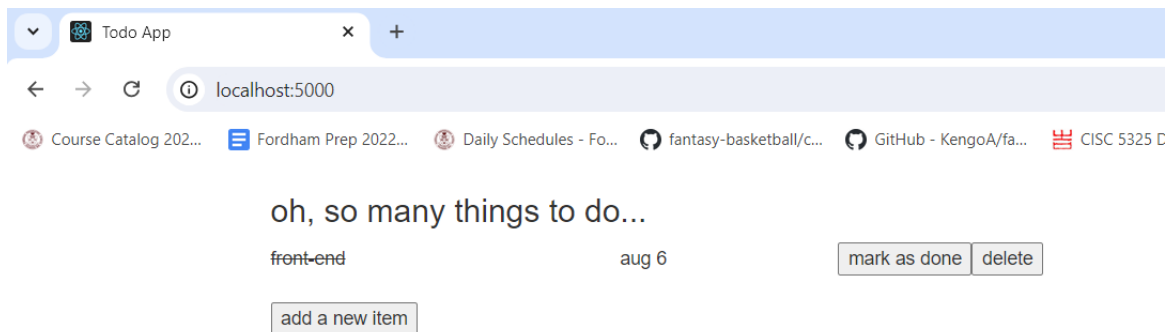 Todo App
localhost:5000
Course Catalog 202... Fordham Prep 2022... Daily Schedules - Fo... fantasy-basketball/c... GitHub - KengoA/fa... CISC 5325 D
oh, so many things to do...
front-end aug 6 mark as done delete
add a new item